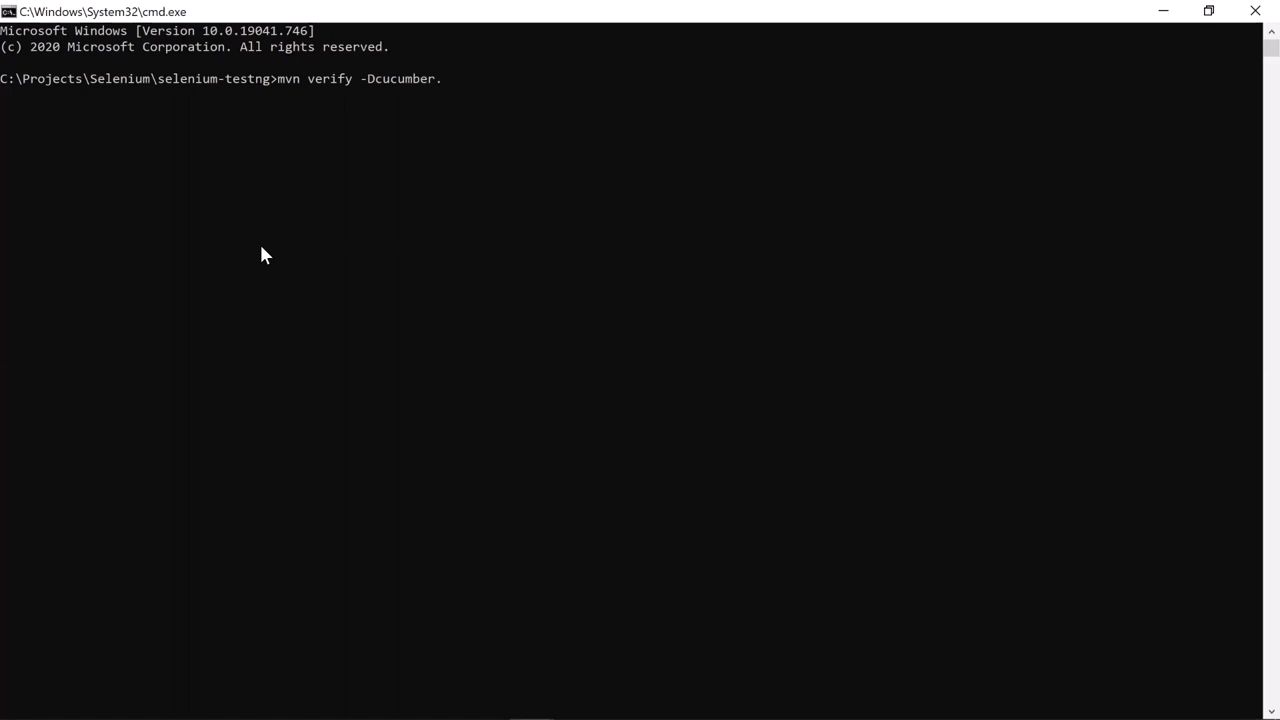 C:\Windows\System32\cmd.exe
Microsoft Windows [Version 10.0.19041.746]
(c) 2020 Microsoft Corporation. All rights reserved.
C:\Projects\Selenium\selenium-testng>mvn verify -Dcucumber.